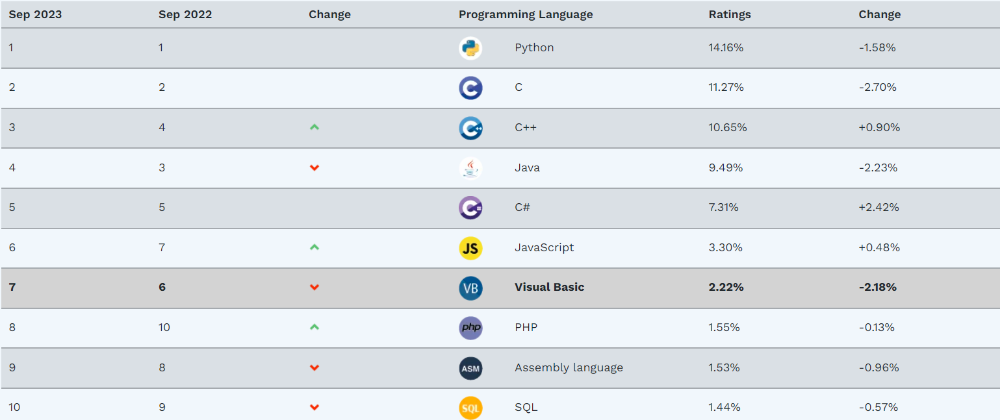 Sep 2023 Sep 2022 Change Programming Language Ratings Change
1 1 Python 14.16% -1.58%
2 2 C C 11.27% -2.70%
3 4 C++ C++ 10.65% +0.90%
4 3 Java 9.49% -2.23%
5 5 C# C# 7.31% +2.42%
6 7 JS JavaScript 3.30% +0.48%
7 6 VB Visual Basic 2.22% -2.18%
8 10 php PHP 1.55% -0.13%
9 8 ASM Assembly language 1.53% -0.96%
10 9 SQL SQL 1.44% -0.57%